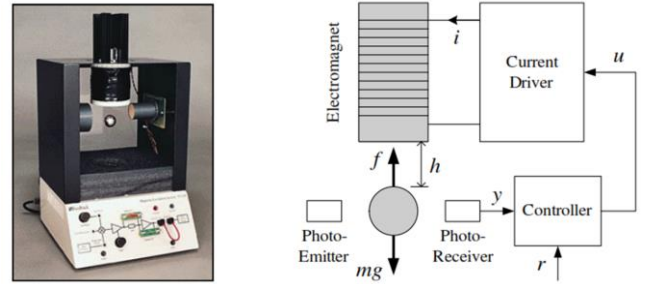 Electromagnet
i
Current
Driver
u
f
h
y
Controller
Photo-
Emitter
Photo-
Receiver
mg
r